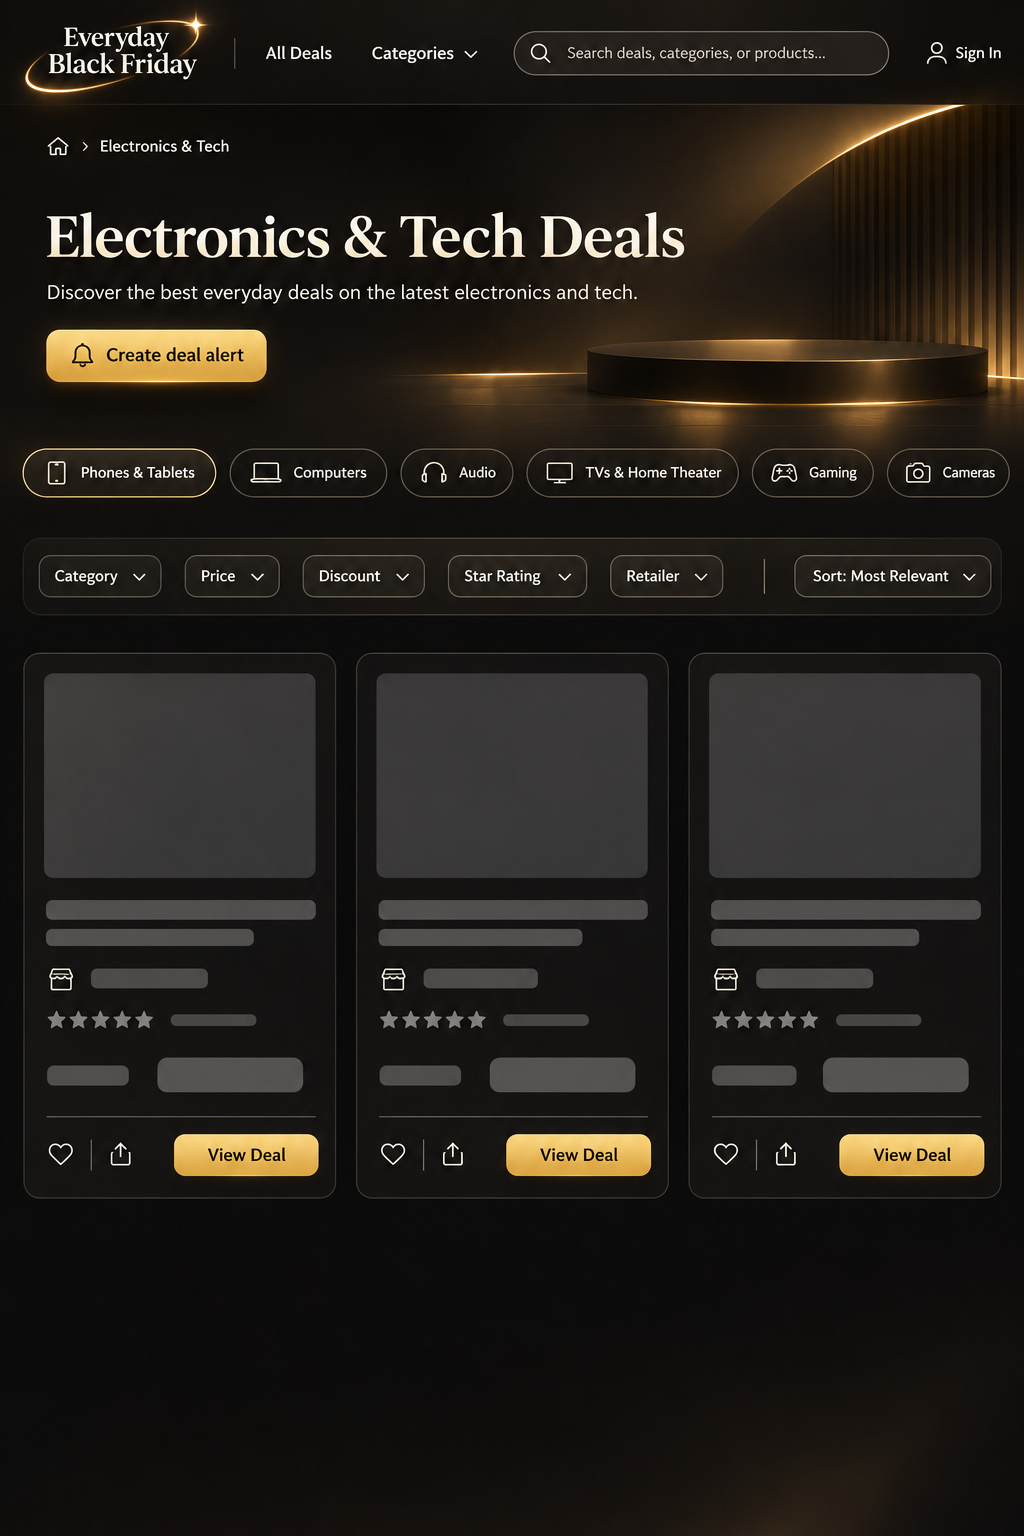 Everyday
Black Friday
All Deals
Categories
Search deals, categories, or products...
Sign In
Electronics & Tech
Electronics & Tech Deals
Discover the best everyday deals on the latest electronics and tech.
Create deal alert
Phones & Tablets
Computers
Audio
TVs & Home Theater
Gaming
Cameras
Category
Price
Discount
Star Rating
Retailer
Sort: Most Relevant
View Deal
View Deal
View Deal